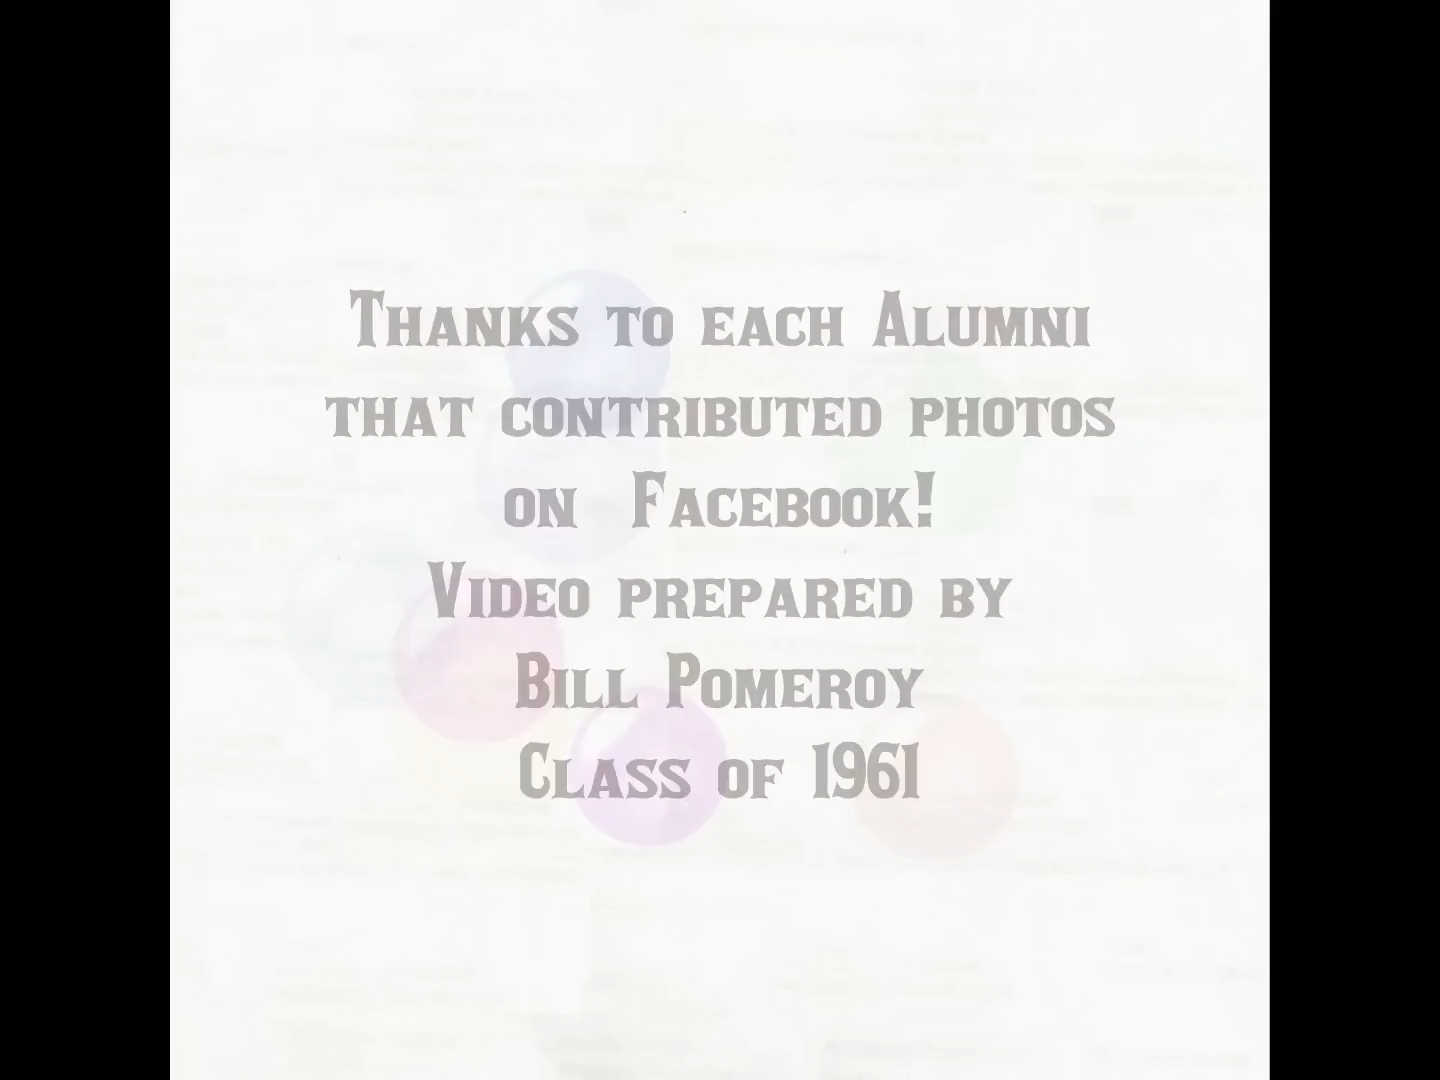 Thanks to each Alumni
that contributed photos
on Facebook!
Video prepared by
Bill Pomeroy
Class of 1961